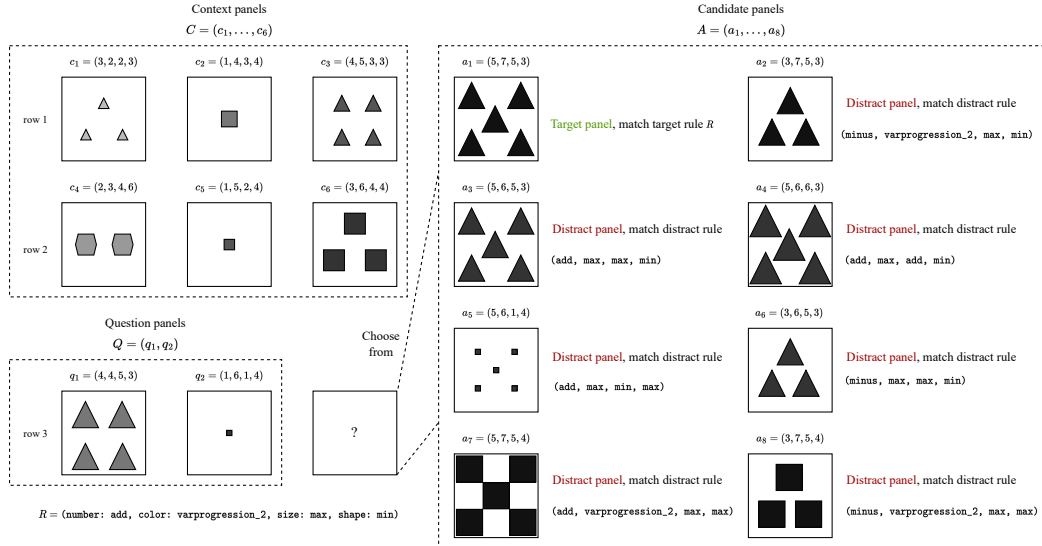 Context panels
C = (c₁, . . . , c₆)
c₁ = (3, 2, 2, 3)
c₂ = (1, 4, 3, 4)
c₃ = (4, 5, 3, 3)
row 1
c₄ = (2, 3, 4, 6)
c₅ = (1, 5, 2, 4)
c₆ = (3, 6, 4, 4)
row 2
Question panels
Q = (q₁, q₂)
q₁ = (4, 4, 5, 3)
q₂ = (1, 6, 1, 4)
row 3
?
Choose
from
R = (number: add, color: varprogression_2, size: max, shape: min)
Candidate panels
A = (a₁, . . . , a₈)
a₁ = (5, 7, 5, 3)
Target panel, match target rule R
a₂ = (3, 7, 5, 3)
Distract panel, match distract rule
(minus, varprogression_2, max, min)
a₃ = (5, 6, 5, 3)
Distract panel, match distract rule
(add, max, max, min)
a₄ = (5, 6, 6, 3)
Distract panel, match distract rule
(add, max, add, min)
a₅ = (5, 6, 1, 4)
Distract panel, match distract rule
(add, max, min, max)
a₆ = (3, 6, 5, 3)
Distract panel, match distract rule
(minus, max, max, min)
a₇ = (5, 7, 5, 4)
Distract panel, match distract rule
(add, varprogression_2, max, max)
a₈ = (3, 7, 5, 4)
Distract panel, match distract rule
(minus, varprogression_2, max, max)